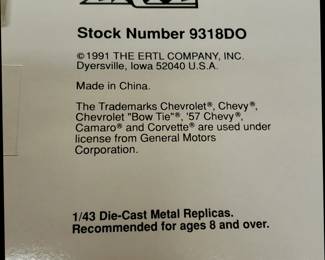 Stock Number 9318DO
©1991 THE ERTL COMPANY, INC.
Dyersville, Iowa 52040 U.S.A.
Made in China.
The Trademarks Chevrolet®, Chevy®,
Chevrolet "Bow Tie"®, '57 Chevy®,
Camaro® and Corvette® are used under
license from General Motors
Corporation.
1/43 Die-Cast Metal Replicas.
Recommended for ages 8 and over.